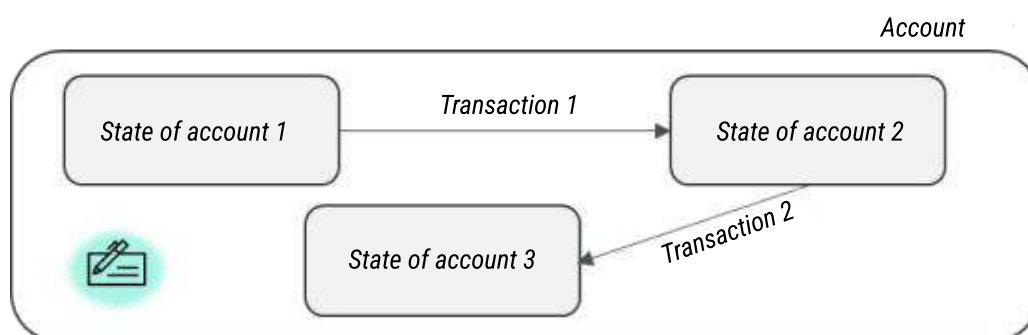 Account
State of account 1
Transaction 1
State of account 2
Transaction 2
State of account 3